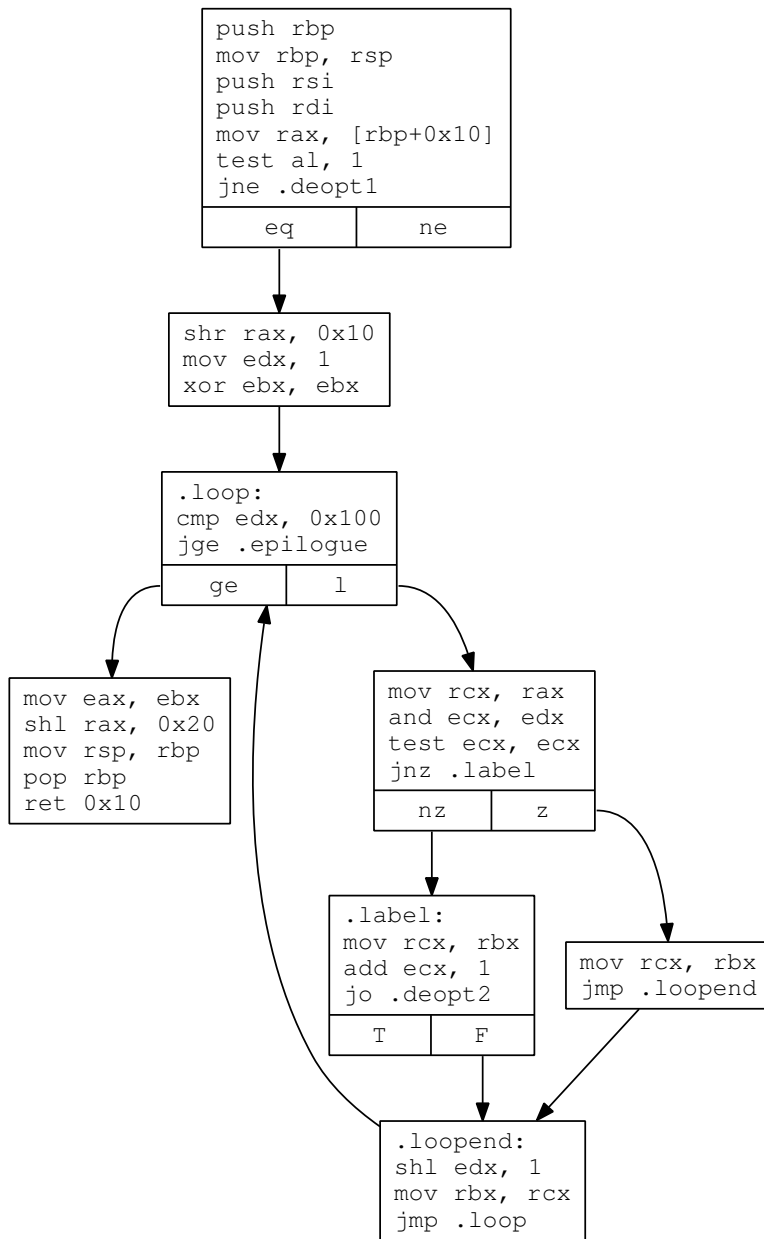 push rbp
mov rbp, rsp
push rsi
push rdi
mov rax, [rbp+0x10]
test al, 1
jne .deopt1
eq ne
shr rax, 0x10
mov edx, 1
xor ebx, ebx
.loop:
cmp edx, 0x100
jge .epilogue
ge l
mov eax, ebx
shl rax, 0x20
mov rsp, rbp
pop rbp
ret 0x10
mov rcx, rax
and ecx, edx
test ecx, ecx
jnz .label
nz z
.label:
mov rcx, rbx
add ecx, 1
jo .deopt2
T F
mov rcx, rbx
jmp .loopend
.loopend:
shl edx, 1
mov rbx, rcx
jmp .loop